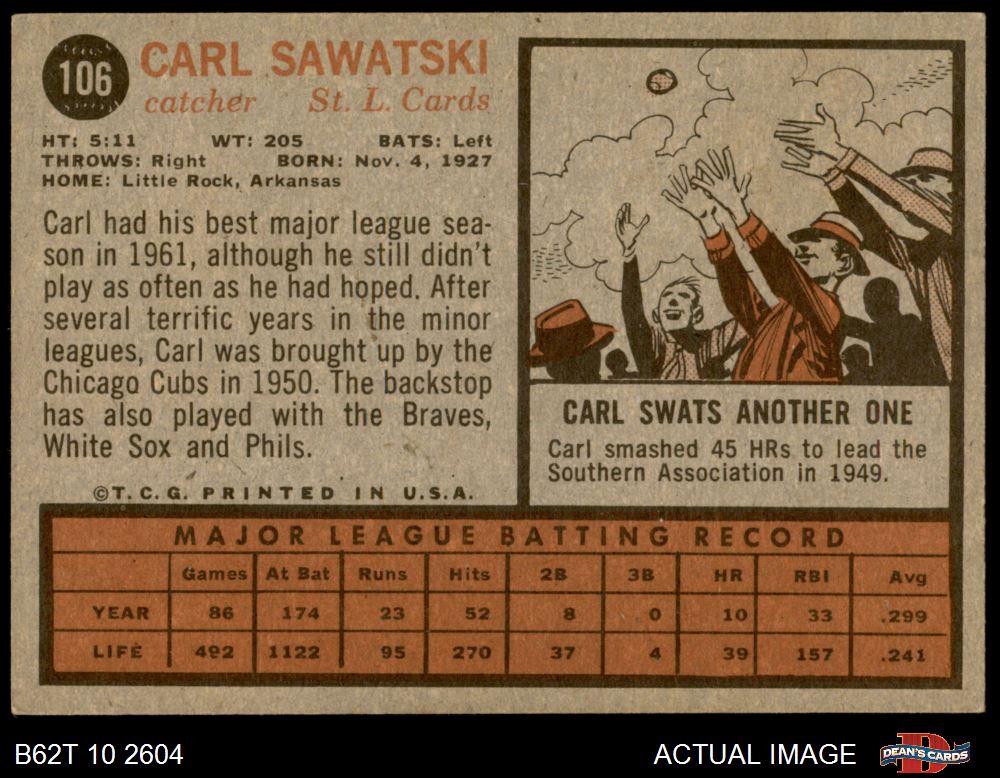 106
CARL SAWATSKI
catcher St. L. Cards
HT: 5:11 WT: 205 BATS: Left
THROWS: Right BORN: Nov. 4, 1927
HOME: Little Rock, Arkansas
Carl had his best major league sea-
son in 1961, although he still didn't
play as often as he had hoped. After
several terrific years in the minor
leagues, Carl was brought up by the
Chicago Cubs in 1950. The backstop
has also played with the Braves,
White Sox and Phils.
©T.C.G. PRINTED IN U.S.A.
CARL SWATS ANOTHER ONE
Carl smashed 45 HRs to lead the
Southern Association in 1949.
MAJOR LEAGUE BATTING RECORD
Games At Bat Runs Hits 2B 3B HR RBI Avg
YEAR 86 174 23 52 8 0 10 33 .299
LIFE 492 1122 95 270 37 4 39 157 .241
B62T 10 2604
ACTUAL IMAGE
DEAN'S CARDS